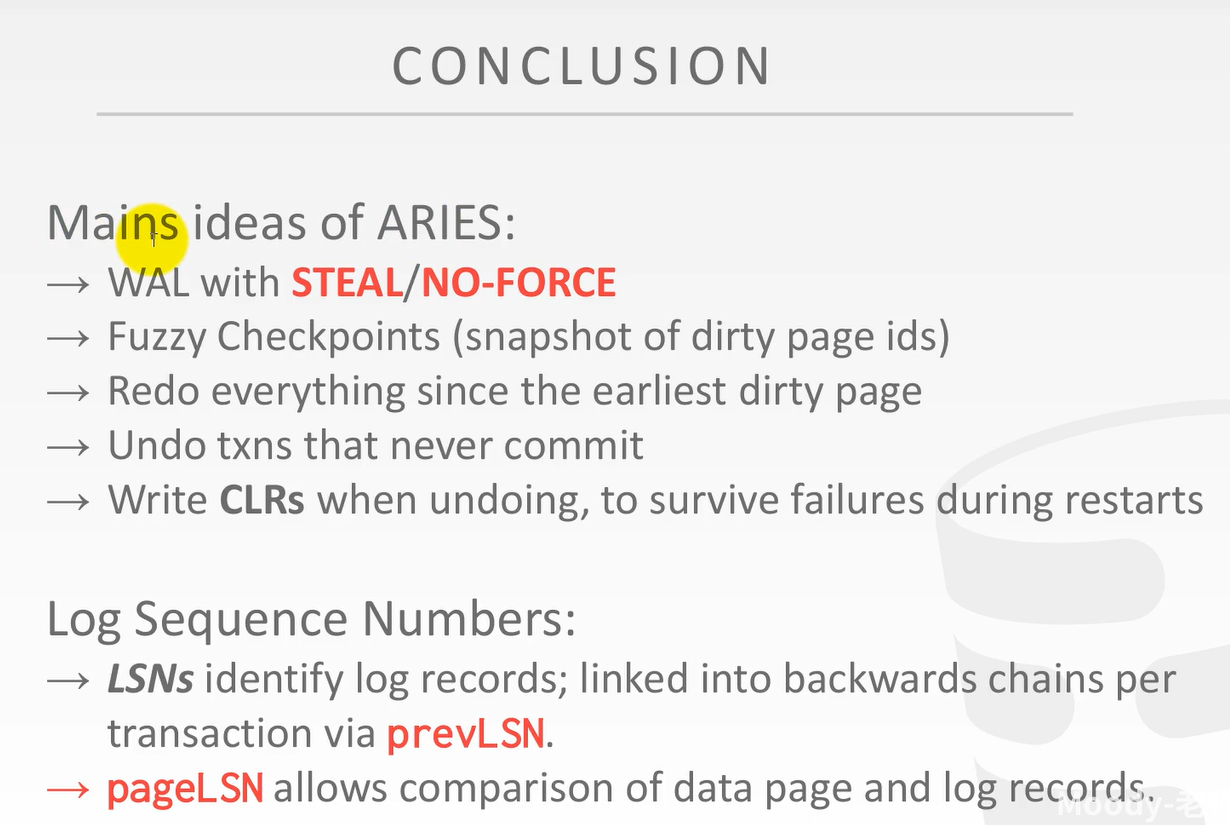 CONCLUSION
Mains ideas of ARIES:
→ WAL with STEAL/NO-FORCE
→ Fuzzy Checkpoints (snapshot of dirty page ids)
→ Redo everything since the earliest dirty page
→ Undo txns that never commit
→ Write CLRs when undoing, to survive failures during restarts
Log Sequence Numbers:
→ LSNs identify log records; linked into backwards chains per
transaction via prevLSN.
→ pageLSN allows comparison of data page and log records.
Moody-老